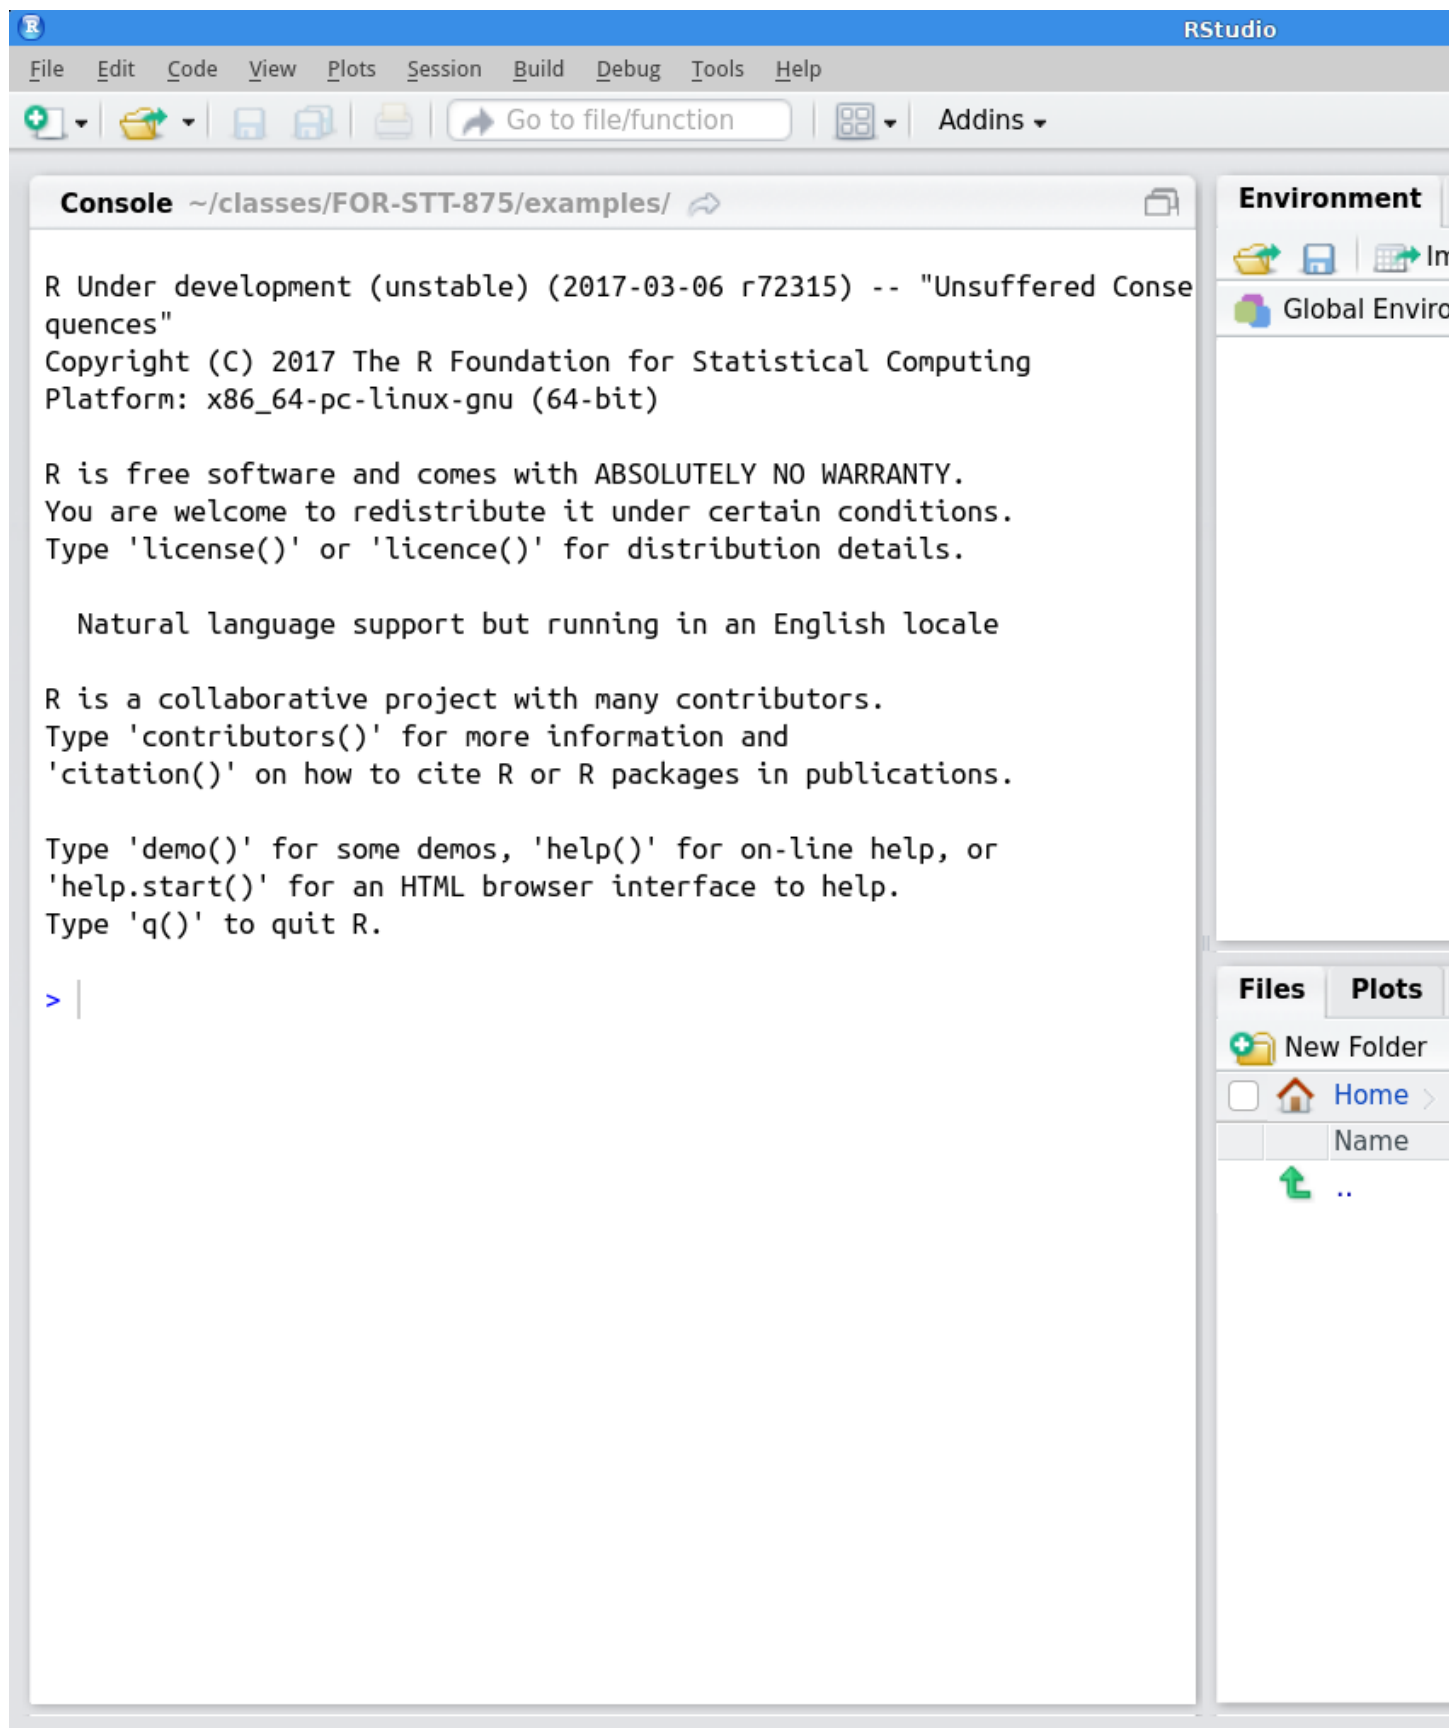 RStudio
File Edit Code View Plots Session Build Debug Tools Help
Go to file/function Addins
Console ~/classes/FOR-STT-875/examples/
R Under development (unstable) (2017-03-06 r72315) -- "Unsuffered Conse
quences"
Copyright (C) 2017 The R Foundation for Statistical Computing
Platform: x86_64-pc-linux-gnu (64-bit)
R is free software and comes with ABSOLUTELY NO WARRANTY.
You are welcome to redistribute it under certain conditions.
Type 'license()' or 'licence()' for distribution details.
Natural language support but running in an English locale
R is a collaborative project with many contributors.
Type 'contributors()' for more information and
'citation()' on how to cite R or R packages in publications.
Type 'demo()' for some demos, 'help()' for on-line help, or
'help.start()' for an HTML browser interface to help.
Type 'q()' to quit R.
>
Environment
Global
Files Plots
New Folder
Home
Name
..